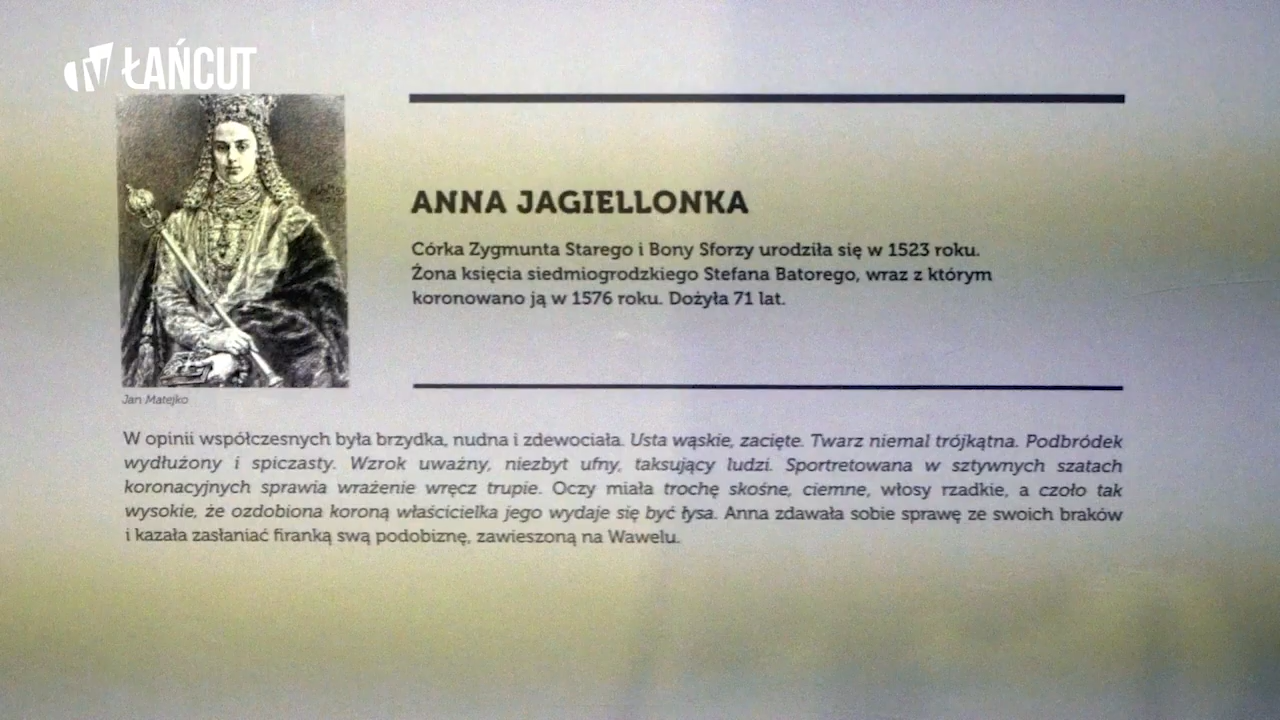 tv ŁAŃCUT
ANNA JAGIELLONKA
Córka Zygmunta Starego i Bony Sforzy urodziła się w 1523 roku.
Żona księcia siedmiogrodzkiego Stefana Batorego, wraz z którym
koronowano ją w 1576 roku. Dożyła 71 lat.
Jan Matejko
W opinii współczesnych była brzydka, nudna i zdewociała. Usta wąskie, zacięte. Twarz niemal trójkątna. Podbródek
wydłużony i spiczasty. Wzrok uważny, niezbyt ufny, taksujący ludzi. Sportretowana w sztywnych szatach
koronacyjnych sprawia wrażenie wręcz trupie. Oczy miała trochę skośne, ciemne, włosy rzadkie, a czoło tak
wysokie, że ozdobiona koroną właścicielka jego wydaje się być łysa. Anna zdawała sobie sprawę ze swoich braków
i kazała zasłaniać firanką swą podobiznę, zawieszoną na Wawelu.